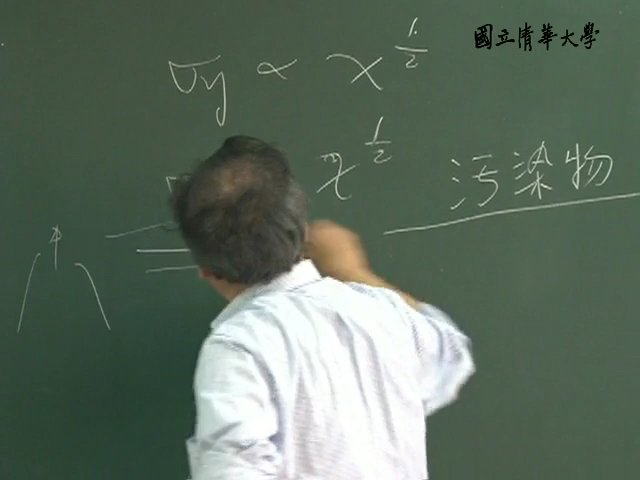 國立清華大學
σy ∝ x^{1/2}
z^{1/2}
污染物